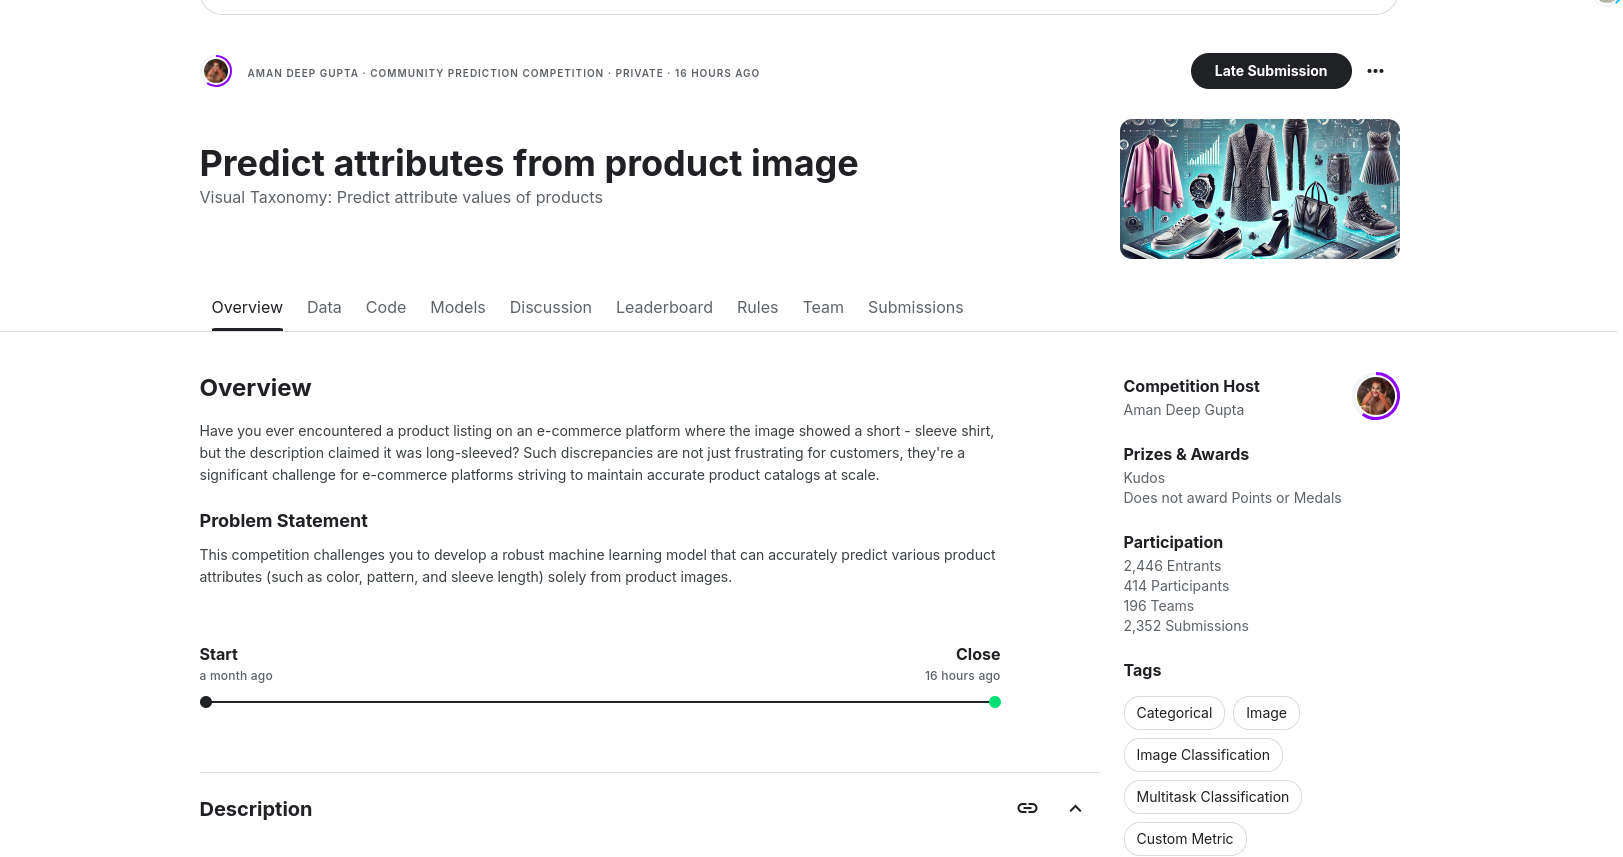 AMAN DEEP GUPTA · COMMUNITY PREDICTION COMPETITION · PRIVATE · 16 HOURS AGO
Late Submission
Predict attributes from product image
Visual Taxonomy: Predict attribute values of products
Overview Data Code Models Discussion Leaderboard Rules Team Submissions
Overview
Have you ever encountered a product listing on an e-commerce platform where the image showed a short - sleeve shirt,
but the description claimed it was long-sleeved? Such discrepancies are not just frustrating for customers, they're a
significant challenge for e-commerce platforms striving to maintain accurate product catalogs at scale.
Problem Statement
This competition challenges you to develop a robust machine learning model that can accurately predict various product
attributes (such as color, pattern, and sleeve length) solely from product images.
Start
a month ago
Close
16 hours ago
Description
Competition Host
Aman Deep Gupta
Prizes & Awards
Kudos
Does not award Points or Medals
Participation
2,446 Entrants
414 Participants
196 Teams
2,352 Submissions
Tags
Categorical Image
Image Classification
Multitask Classification
Custom Metric